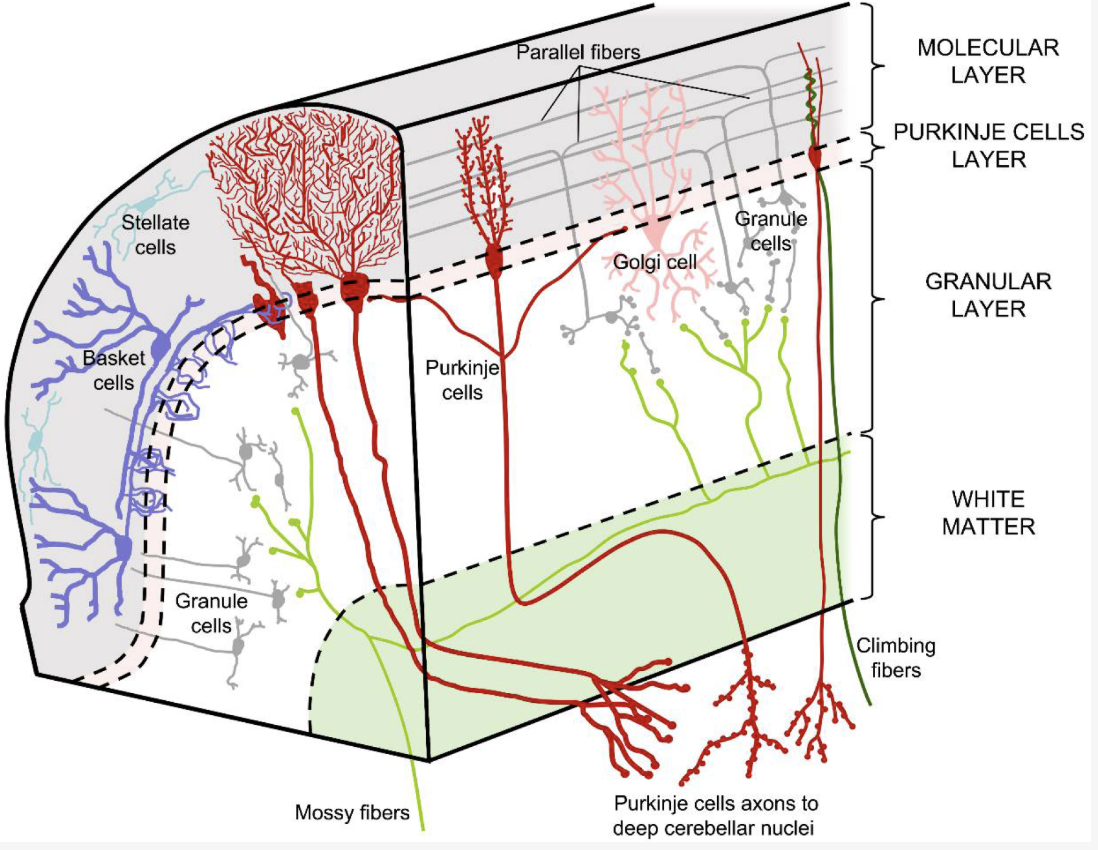 Parallel fibers
MOLECULAR
LAYER
PURKINJE CELLS
LAYER
Stellate
cells
Granule
cells
Golgi cell
GRANULAR
LAYER
Basket
cells
Purkinje
cells
WHITE
MATTER
Granule
cells
Climbing
fibers
Mossy fibers
Purkinje cells axons to
deep cerebellar nuclei